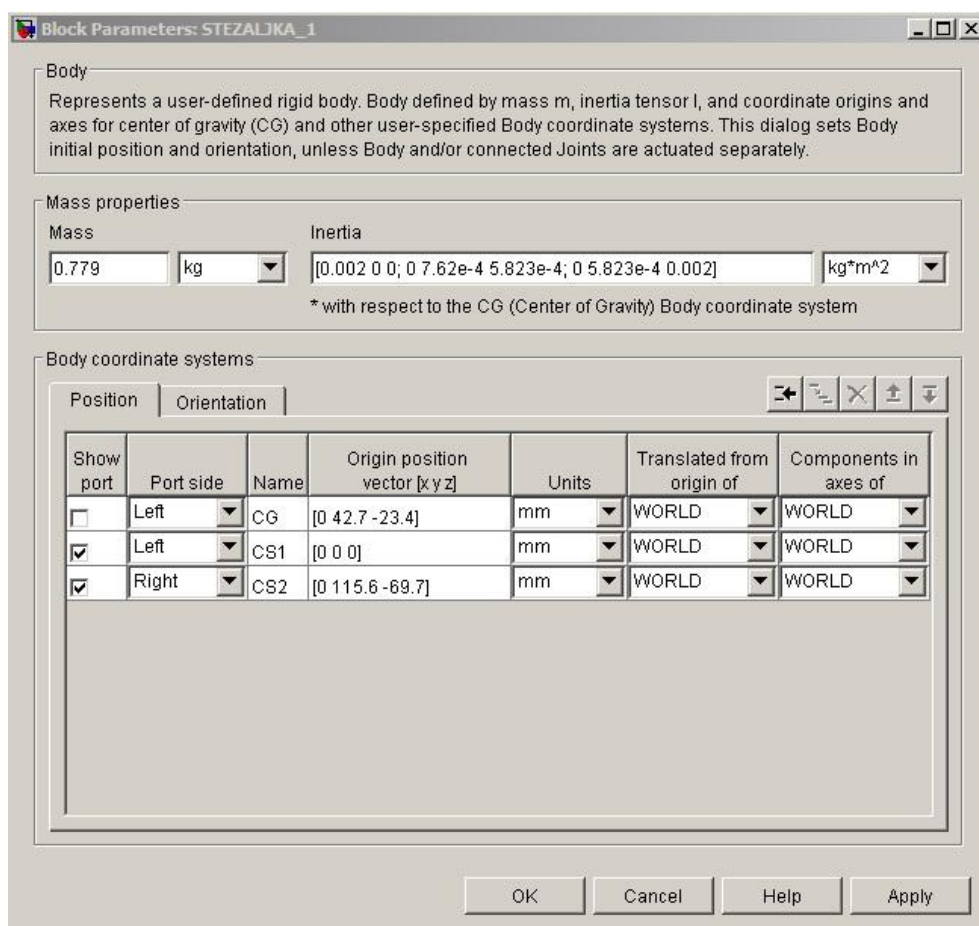 Block Parameters: STEZALJKA_1
Body
Represents a user-defined rigid body. Body defined by mass m, inertia tensor I, and coordinate origins and
axes for center of gravity (CG) and other user-specified Body coordinate systems. This dialog sets Body
initial position and orientation, unless Body and/or connected Joints are actuated separately.
Mass properties
Mass Inertia
0.779 kg [0.002 0 0; 0 7.62e-4 5.823e-4; 0 5.823e-4 0.002] kg*m^2
* with respect to the CG (Center of Gravity) Body coordinate system
Body coordinate systems
Position Orientation
Show Origin position Translated from Components in
port Port side Name vector [x y z] Units origin of axes of
Left CG [0 42.7 -23.4] mm WORLD WORLD
Left CS1 [0 0 0] mm WORLD WORLD
Right CS2 [0 115.6 -69.7] mm WORLD WORLD
OK Cancel Help Apply